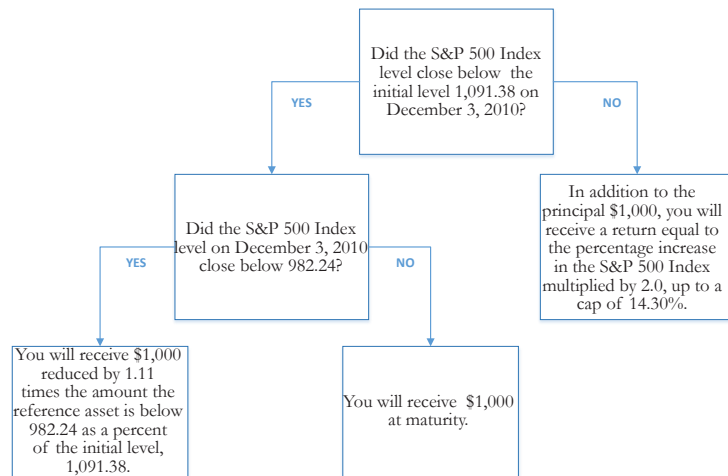 Did the S&P 500 Index
level close below the
initial level 1,091.38 on
December 3, 2010?
YES
NO
Did the S&P 500 Index
level on December 3, 2010
close below 982.24?
In addition to the
principal $1,000, you will
receive a return equal to
the percentage increase
in the S&P 500 Index
multiplied by 2.0, up to a
cap of 14.30%.
YES
NO
You will receive $1,000
reduced by 1.11
times the amount the
reference asset is below
982.24 as a percent
of the initial level,
1,091.38.
You will receive $1,000
at maturity.